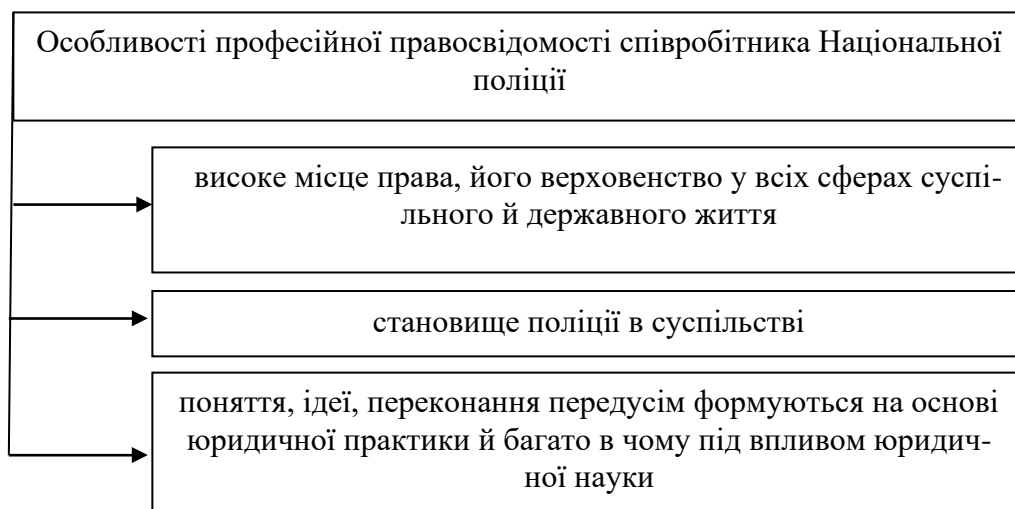 Особливості професійної правосвідомості співробітника Національної
поліції
високе місце права, його верховенство у всіх сферах суспі-
льного й державного життя
становище поліції в суспільстві
поняття, ідеї, переконання передусім формуються на основі
юридичної практики й багато в чому під впливом юридич-
ної науки